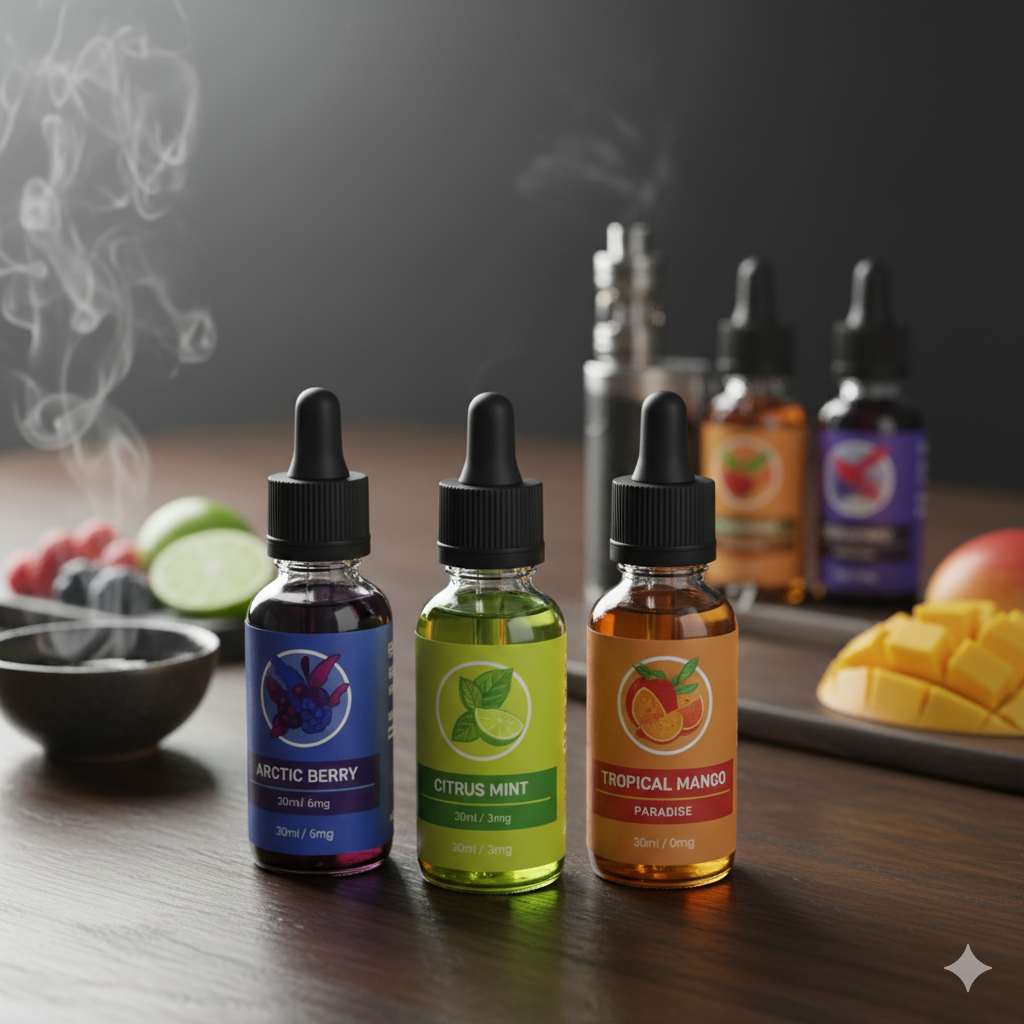 ARCTIC BERRY
30ml 6mg
30ml / 6mg
CITRUS MINT
30ml / 3mg
30ml / 3mg
TROPICAL MANGO
PARADISE
30ml / 0mg